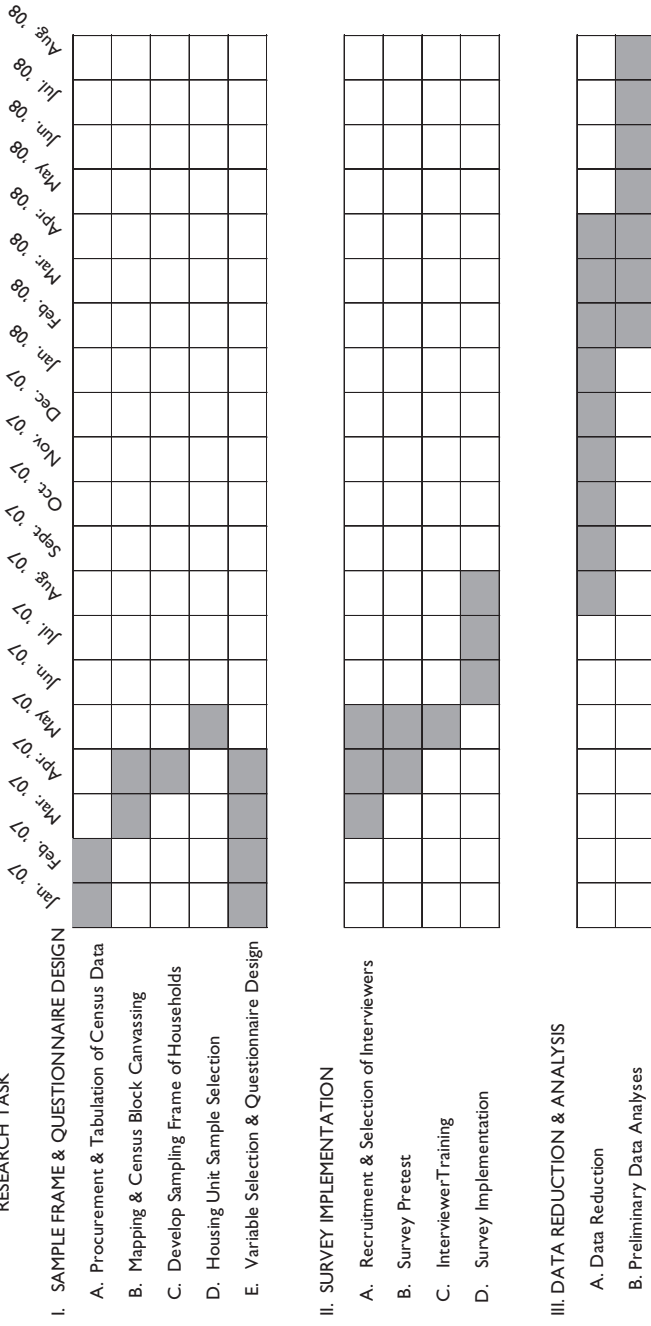 RESEARCH TASK
Jan. '07 Feb. '07 Mar. '07 Apr. '07 May '07 Jun. '07 Jul. '07 Aug. '07 Sept. '07 Oct '07 Nov. '07 Dec. '07 Jan. '08 Feb. '08 Mar. '08 Apr. '08 May '08 Jun. '08 Jul. '08 Aug. '08
I. SAMPLE FRAME & QUESTIONNAIRE DESIGN
A. Procurement & Tabulation of Census Data
B. Mapping & Census Block Canvassing
C. Develop Sampling Frame of Households
D. Housing Unit Sample Selection
E. Variable Selection & Questionnaire Design
II. SURVEY IMPLEMENTATION
A. Recruitment & Selection of Interviewers
B. Survey Pretest
C. Interviewer Training
D. Survey Implementation
III. DATA REDUCTION & ANALYSIS
A. Data Reduction
B. Preliminary Data Analyses